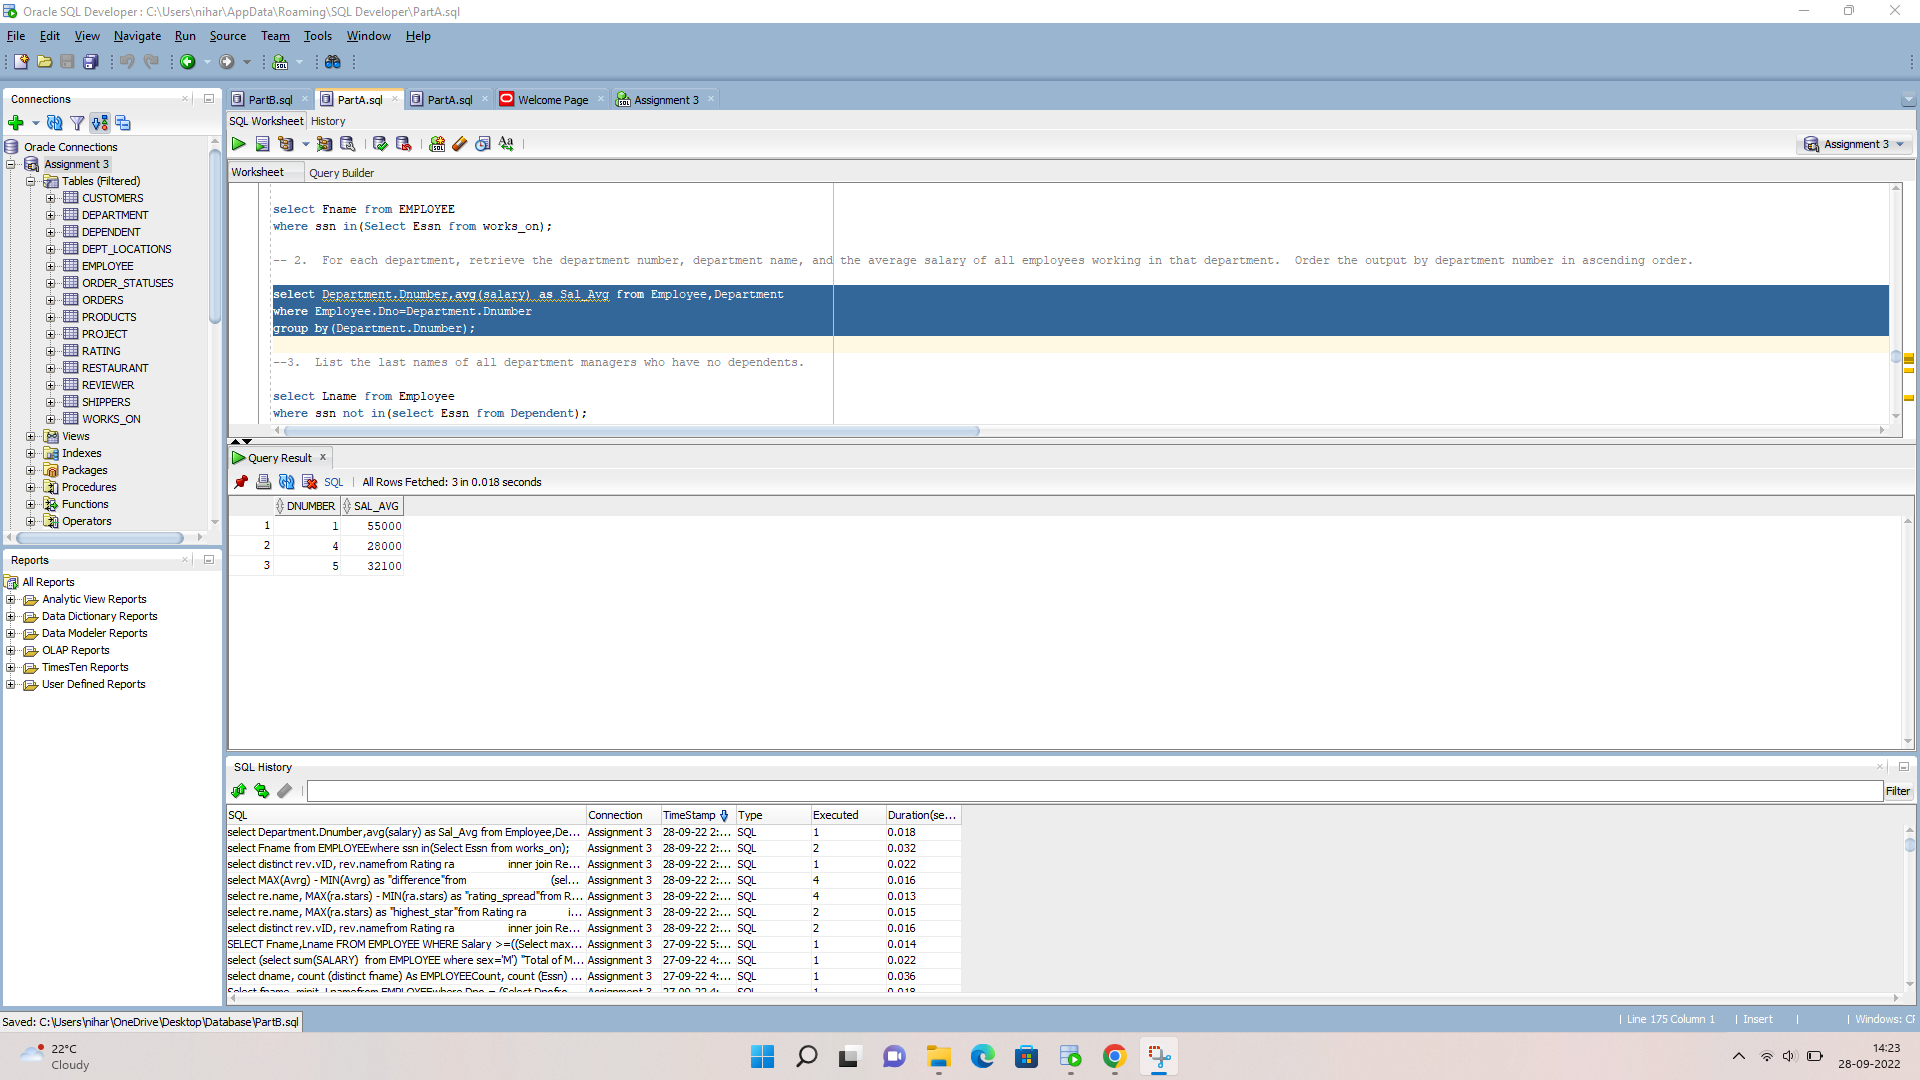 Oracle SQL Developer : C:\Users\nihar\AppData\Roaming\SQL Developer\PartA.sql
File Edit View Navigate Run Source Team Tools Window Help
Connections
PartB.sql PartA.sql PartA.sql Welcome Page Assignment 3
SQL Worksheet History
Assignment 3
Worksheet Query Builder
Oracle Connections
Assignment 3
Tables (Filtered)
CUSTOMERS
DEPARTMENT
DEPENDENT
DEPT_LOCATIONS
EMPLOYEE
ORDER_STATUSES
ORDERS
PRODUCTS
PROJECT
RATING
RESTAURANT
REVIEWER
SHIPPERS
WORKS_ON
Views
Indexes
Packages
Procedures
Functions
Operators
select Fname from EMPLOYEE
where ssn in(Select Essn from works_on);
-- 2.  For each department, retrieve the department number, department name, and the average salary of all employees working in that department.  Order the output by department number in ascending order.
select Department.Dnumber,avg(salary) as Sal_Avg from Employee,Department
where Employee.Dno=Department.Dnumber
group by(Department.Dnumber);
--3.  List the last names of all department managers who have no dependents.
select Lname from Employee
where ssn not in(select Essn from Dependent);
Query Result x
SQL | All Rows Fetched: 3 in 0.018 seconds
DNUMBER SAL_AVG
1 1 55000
2 4 28000
3 5 32100
Reports
All Reports
Analytic View Reports
Data Dictionary Reports
Data Modeler Reports
OLAP Reports
TimesTen Reports
User Defined Reports
SQL History
Filter
SQL Connection TimeStamp Type Executed Duration(se...
select Department.Dnumber,avg(salary) as Sal_Avg from Employee,De... Assignment 3 28-09-22 2:... SQL 1 0.018
select Fname from EMPLOYEEwhere ssn in(Select Essn from works_on); Assignment 3 28-09-22 2:... SQL 2 0.032
select distinct rev.vID, rev.namefrom Rating ra inner join Re... Assignment 3 28-09-22 2:... SQL 1 0.022
select MAX(Avrg) - MIN(Avrg) as "difference"from (sel... Assignment 3 28-09-22 2:... SQL 4 0.016
select re.name, MAX(ra.stars) - MIN(ra.stars) as "rating_spread"from R... Assignment 3 28-09-22 2:... SQL 4 0.013
select re.name, MAX(ra.stars) as "highest_star"from Rating ra i... Assignment 3 28-09-22 2:... SQL 2 0.015
select distinct rev.vID, rev.namefrom Rating ra inner join Re... Assignment 3 28-09-22 2:... SQL 2 0.016
SELECT Fname,Lname FROM EMPLOYEE WHERE Salary >=((Select max... Assignment 3 27-09-22 5:... SQL 1 0.014
select (select sum(SALARY)  from EMPLOYEE where sex='M') "Total of M... Assignment 3 27-09-22 4:... SQL 1 0.022
select dname, count (distinct fname) As EMPLOYEECount, count (Essn) ... Assignment 3 27-09-22 4:... SQL 1 0.036
Select fname, minit, Lnamefrom EMPLOYEEwhere Dno = (Select Dnofro... Assignment 3 27-09-22 4:... SQL 1 0.018
Saved: C:\Users\nihar\OneDrive\Desktop\Database\PartB.sql
| Line 175 Column 1 | Insert | | Windows: CF
22°C
Cloudy
14:23
28-09-2022